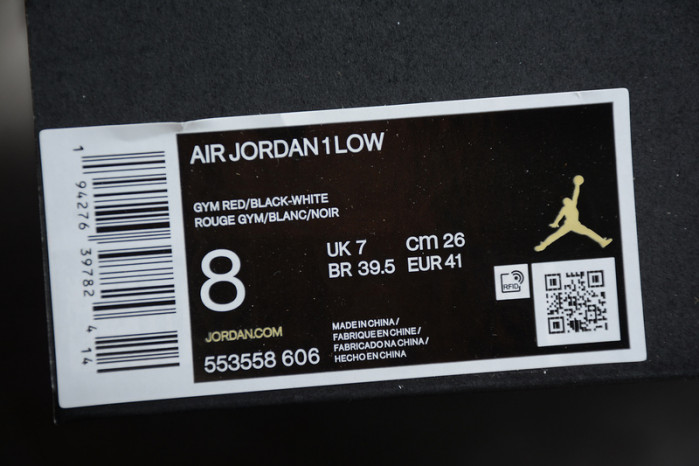 AIR JORDAN 1 LOW
GYM RED/BLACK-WHITE
ROUGE GYM/BLANC/NOIR
8
UK 7 cm 26
BR 39.5 EUR 41
RFID
JORDAN.COM
553558 606
MADE IN CHINA /
FABRIQUE EN CHINE /
FABRICADO NA CHINA /
HECHO EN CHINA
1 94276 39782 4 14